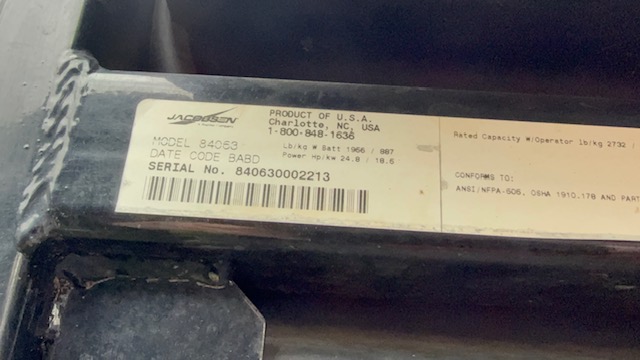 JACOBSEN
PRODUCT OF U.S.A.
Charlotte, NC, USA
1-800-848-1636
MODEL 84053
DATE CODE BABD
Lb/kg W Batt 1966 / 887
Power Hp/kw 24.8 / 18.6
SERIAL No. 840630002213
Rated Capacity W/Operator lb/kg 2732 /
CONFORMS TO:
ANSI/NFPA-505, OSHA 1910.178 AND PART